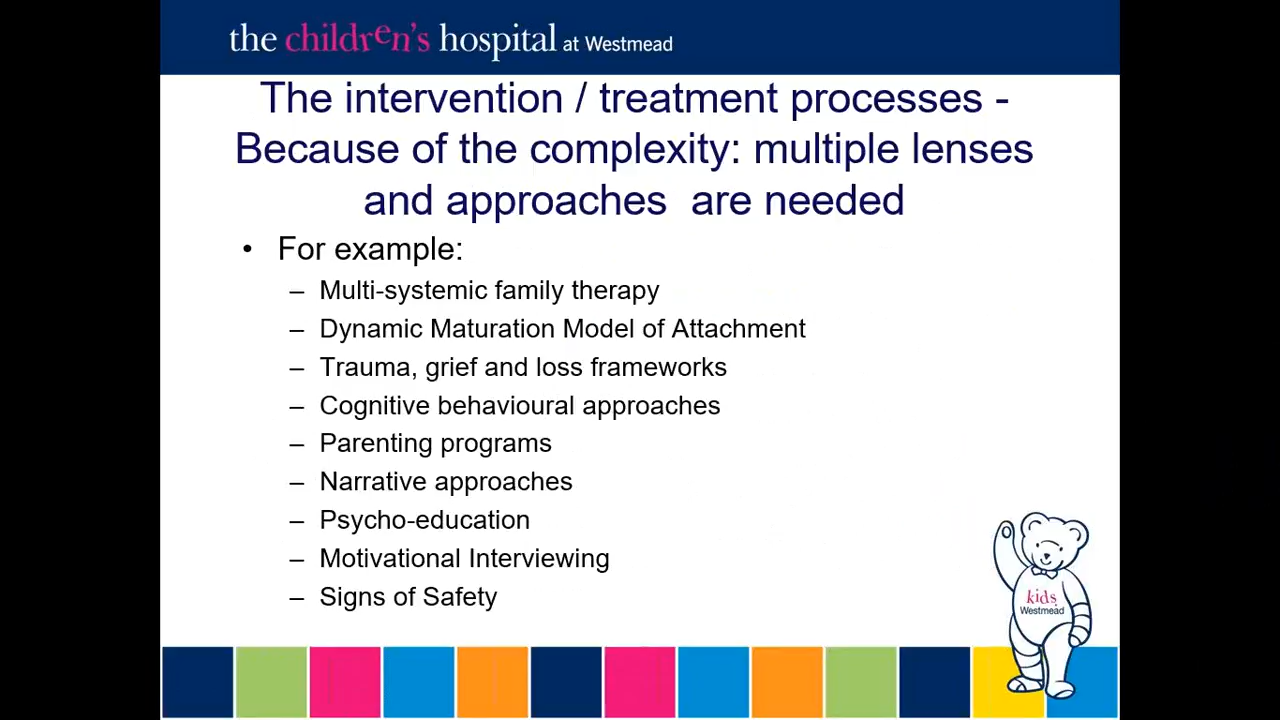 the children's hospital at Westmead
The intervention / treatment processes -
Because of the complexity: multiple lenses
and approaches are needed
• For example:
– Multi-systemic family therapy
– Dynamic Maturation Model of Attachment
– Trauma, grief and loss frameworks
– Cognitive behavioural approaches
– Parenting programs
– Narrative approaches
– Psycho-education
– Motivational Interviewing
– Signs of Safety
kids
Westmead